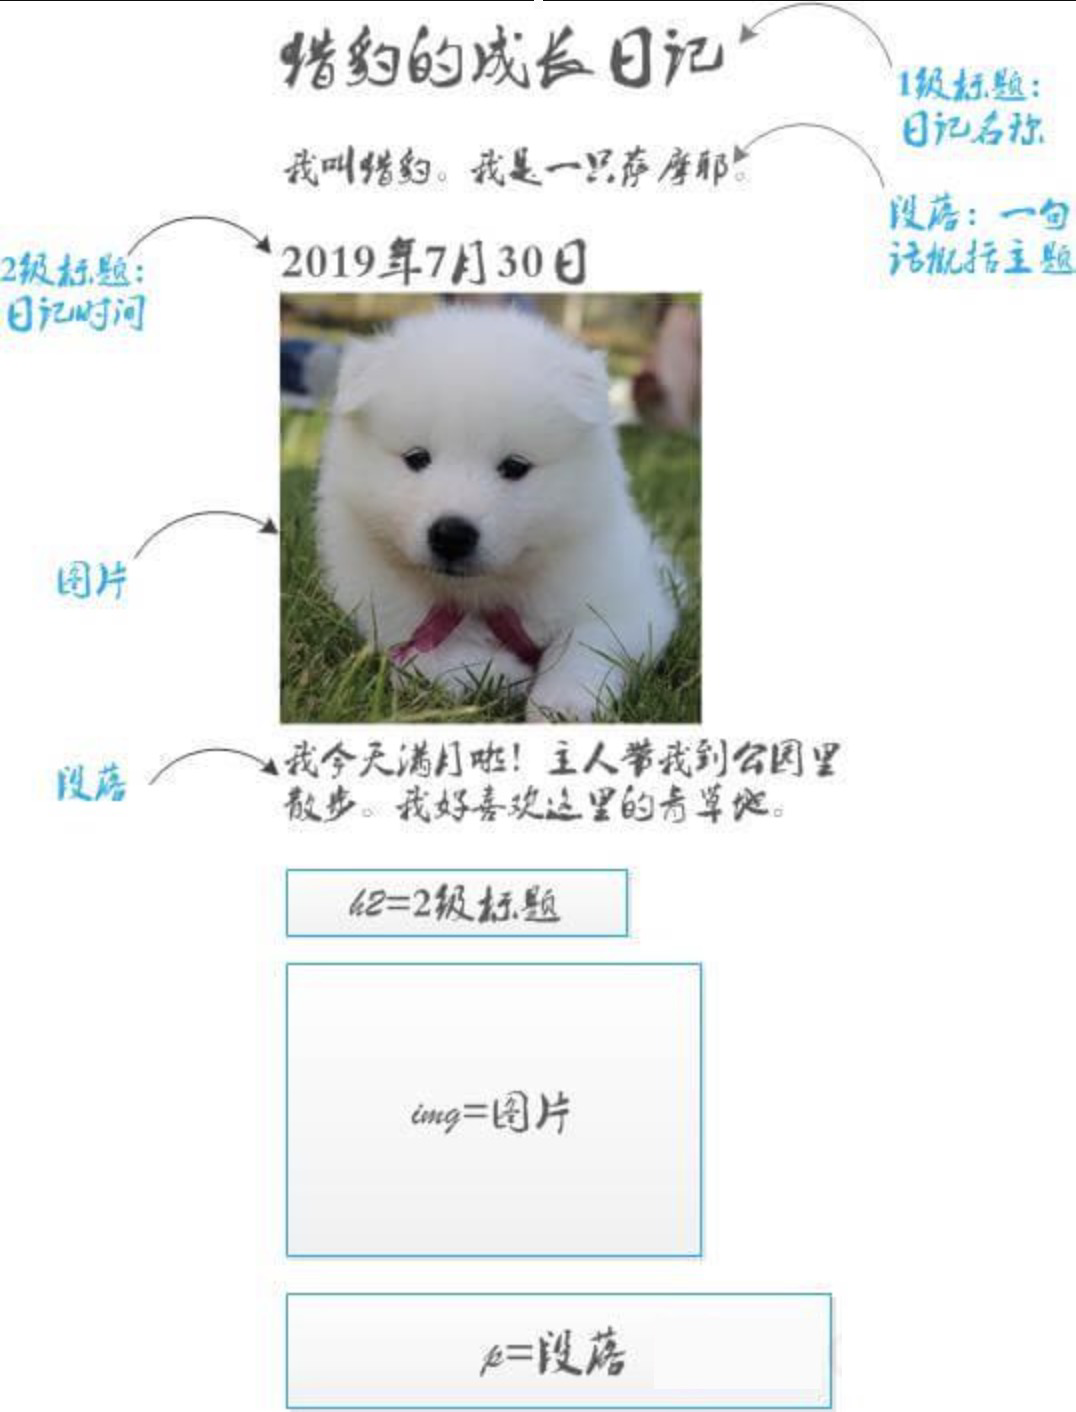 猎豹的成长日记
1级标题：
日记名称
我叫猎豹。我是一只萨摩耶。
段落：一句
话概括主题
2级标题：
日记时间
2019年7月30日
图片
段落
我今天满月啦！主人带我到公园里
散步。我好喜欢这里的青草地。
h2=2级标题
img=图片
p=段落